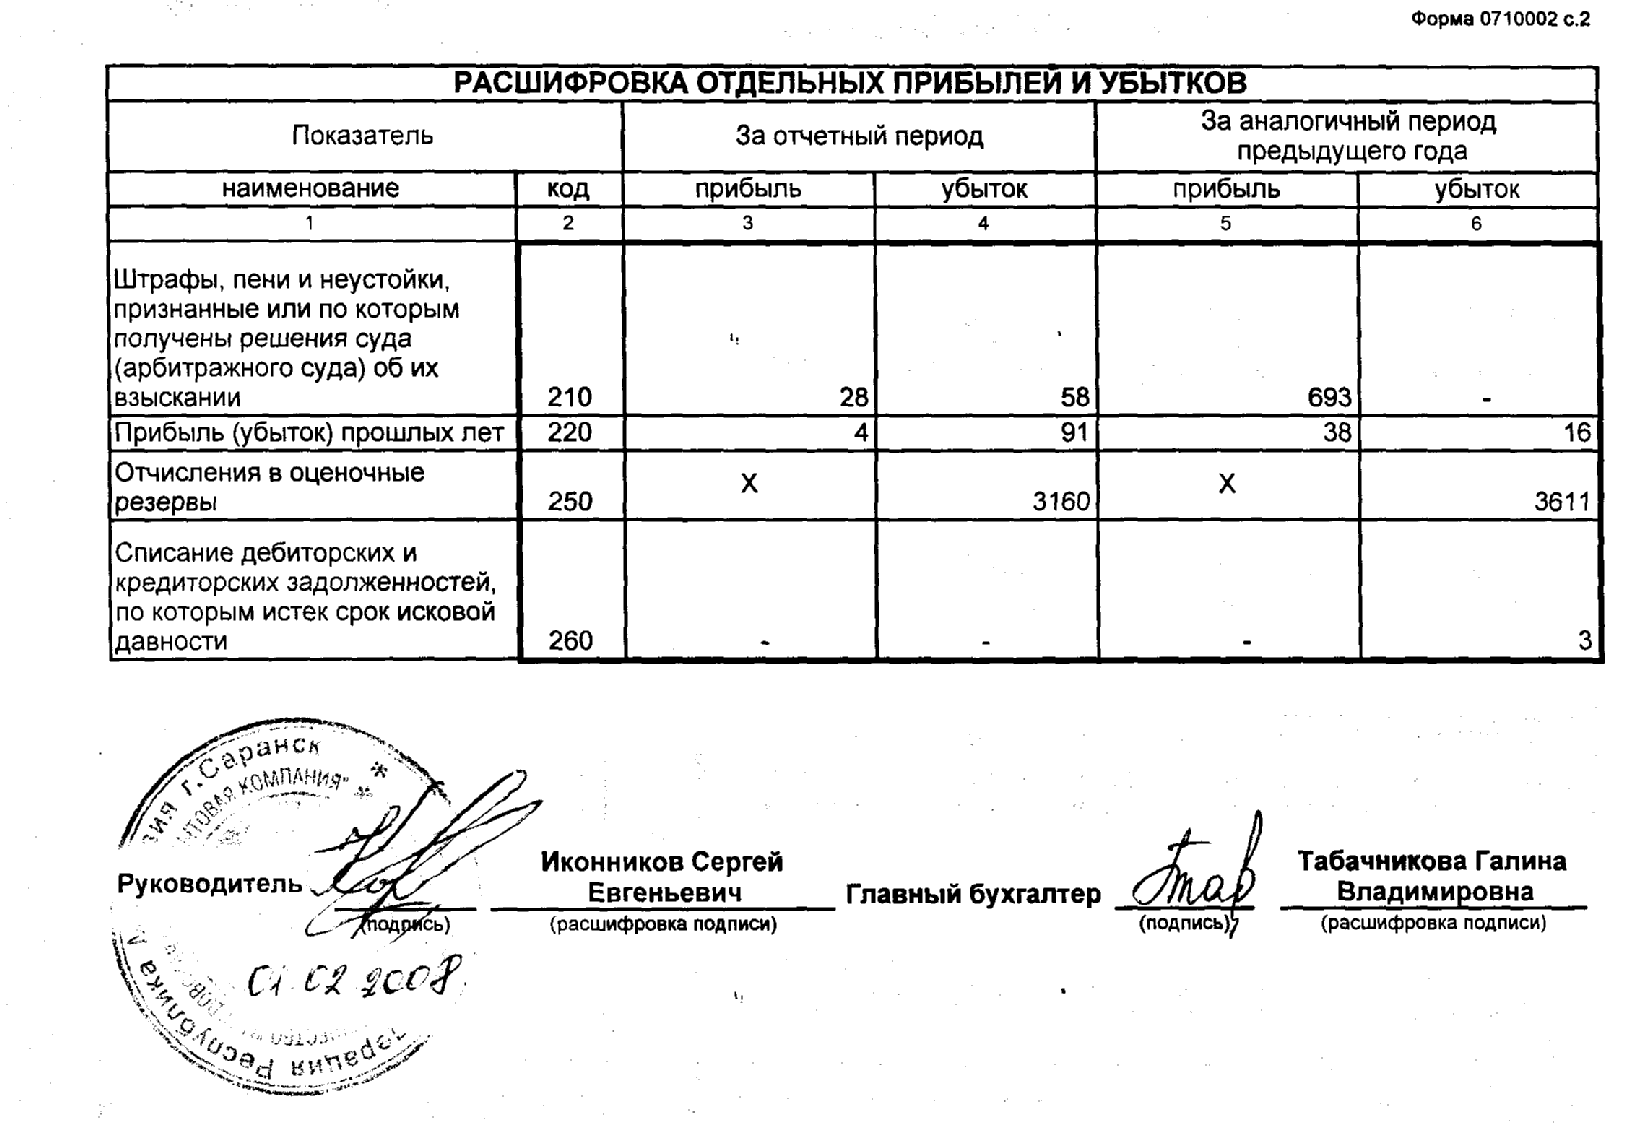 Форма 0710002 с.2
РАСШИФРОВКА ОТДЕЛЬНЫХ ПРИБЫЛЕЙ И УБЫТКОВ
Показатель За отчетный период За аналогичный период
предыдущего года
наименование код прибыль убыток прибыль убыток
1 2 3 4 5 6
Штрафы, пени и неустойки,
признанные или по которым
получены решения суда
(арбитражного суда) об их
взыскании 210 28 58 693 -
Прибыль (убыток) прошлых лет 220 4 91 38 16
Отчисления в оценочные
резервы 250 X 3160 X 3611
Списание дебиторских и
кредиторских задолженностей,
по которым истек срок исковой
давности 260 - - - 3
г.Саранск
КОМПАНИЯ"
Руководитель Иконников Сергей
Евгеньевич
(подпись) (расшифровка подписи)
Главный бухгалтер Табачникова Галина
Владимировна
(подпись) (расшифровка подписи)
01 02 2008
Республика